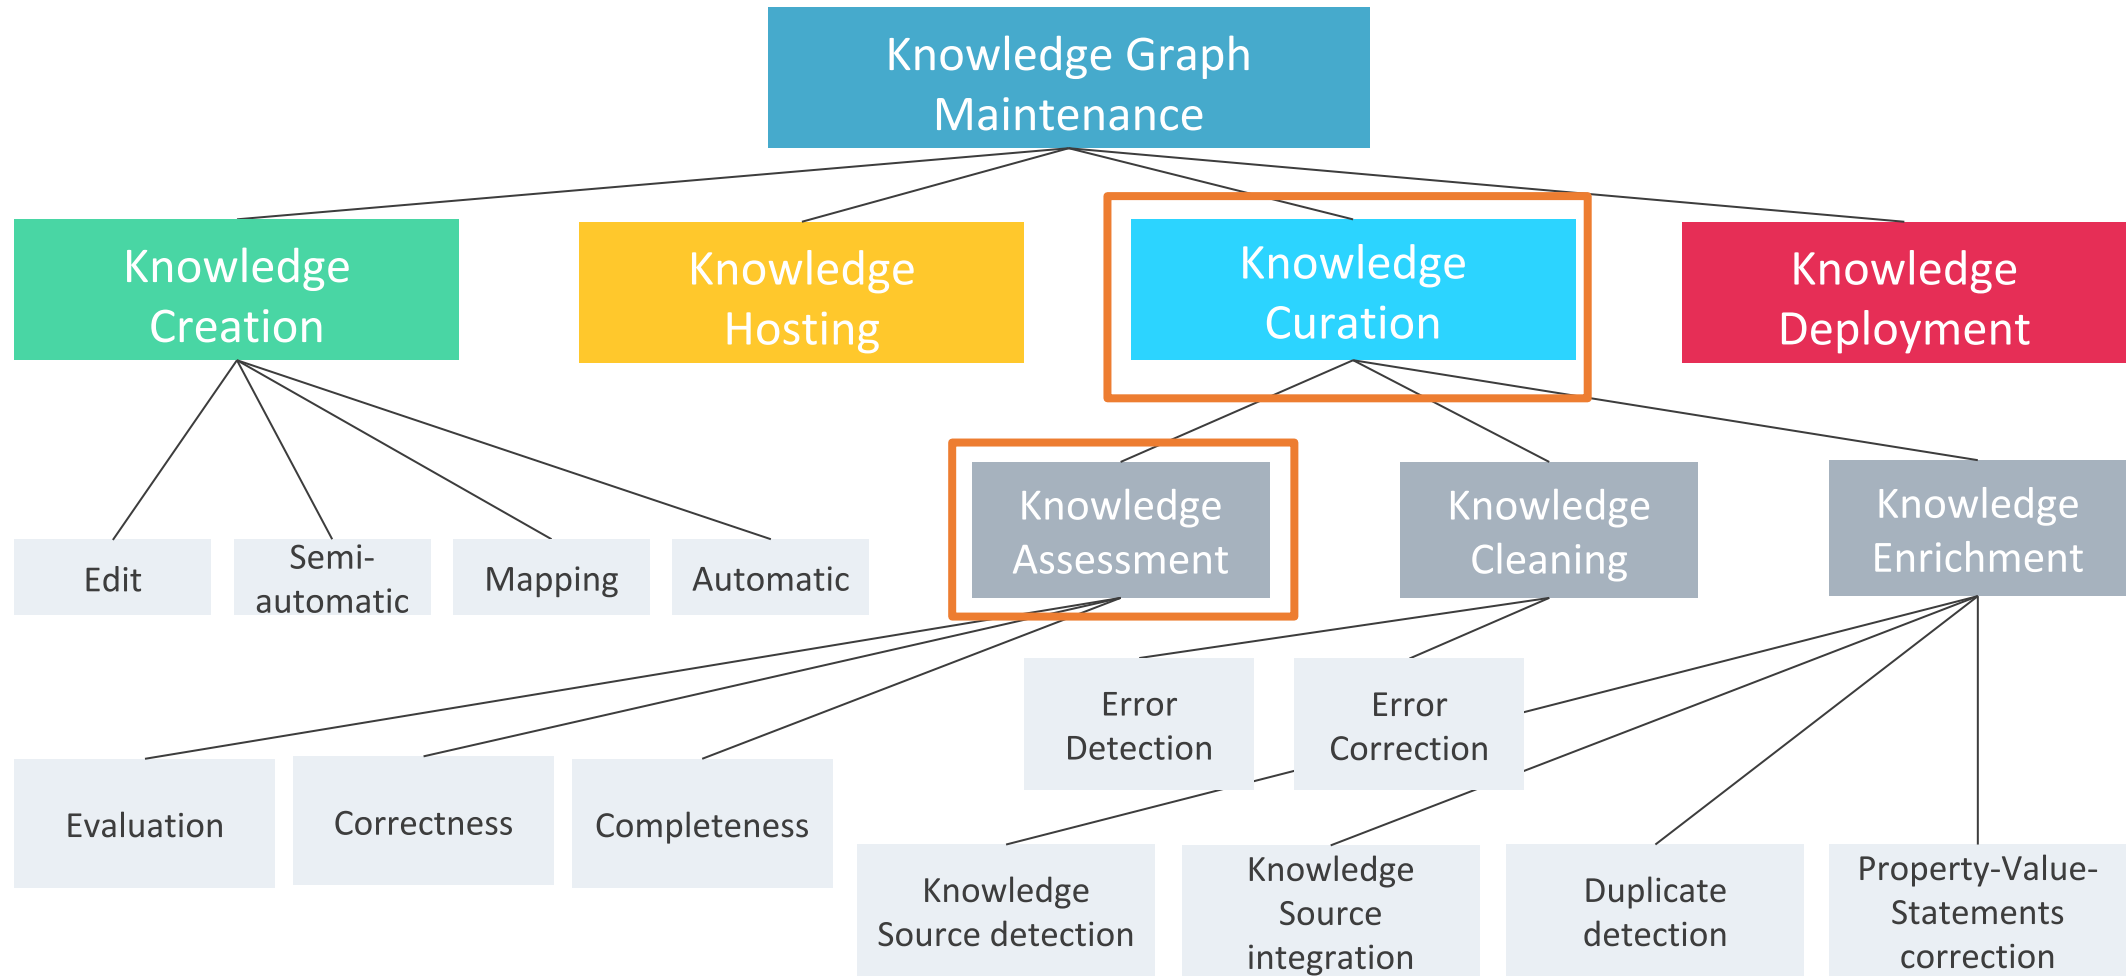 Knowledge Graph
Maintenance
Knowledge
Creation
Knowledge
Hosting
Knowledge
Curation
Knowledge
Deployment
Knowledge
Assessment
Knowledge
Cleaning
Knowledge
Enrichment
Edit
Semi-
automatic
Mapping
Automatic
Error
Detection
Error
Correction
Evaluation
Correctness
Completeness
Knowledge
Source detection
Knowledge
Source
integration
Duplicate
detection
Property-Value-
Statements
correction